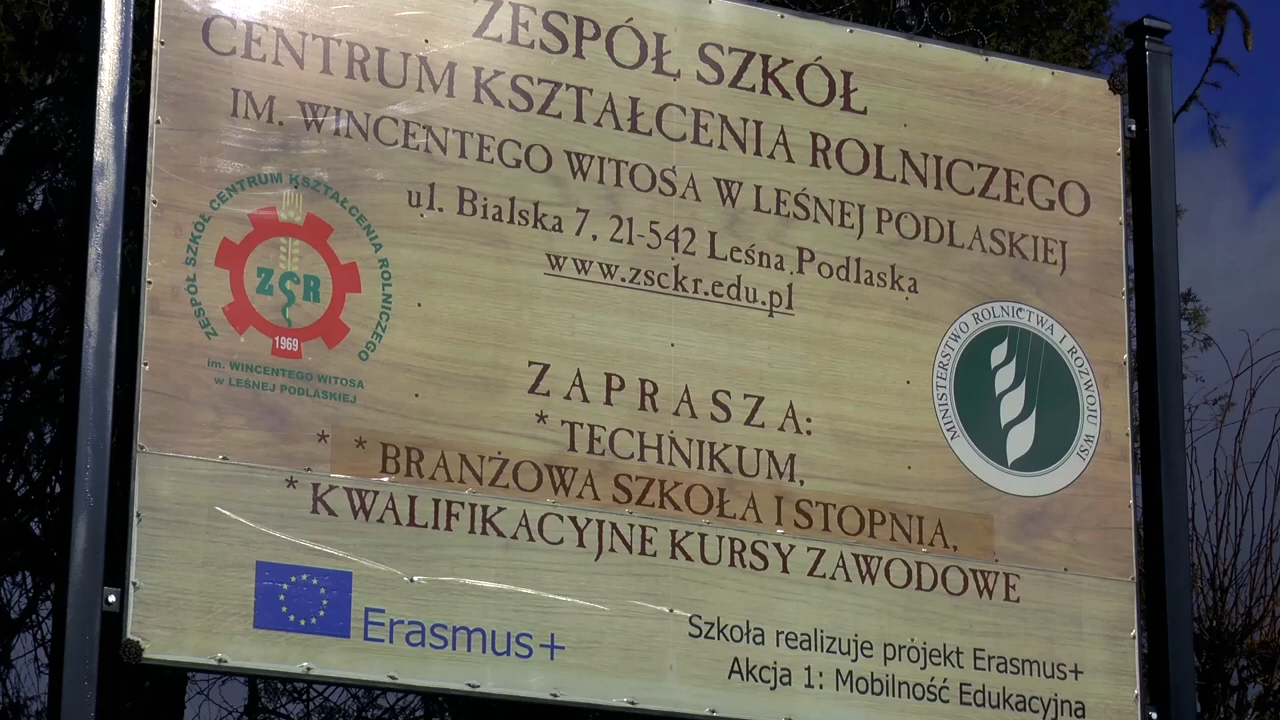 ZESPÓŁ SZKÓŁ
CENTRUM KSZTAŁCENIA ROLNICZEGO
IM. WINCENTEGO WITOSA W LEŚNEJ PODLASKIEJ
ul. Bialska 7, 21-542 Leśna Podlaska
www.zsckr.edu.pl
ZESPÓŁ SZKÓŁ CENTRUM KSZTAŁCENIA ROLNICZEGO
ZCR
1969
im. WINCENTEGO WITOSA
w LEŚNEJ PODLASKIEJ
MINISTERSTWO ROLNICTWA I ROZWOJU WSI
ZAPRASZA:
* TECHNIKUM,
* * BRANŻOWA SZKOŁA I STOPNIA,
* KWALIFIKACYJNE KURSY ZAWODOWE
Erasmus+
Szkoła realizuje projekt Erasmus+
Akcja 1: Mobilność Edukacyjna